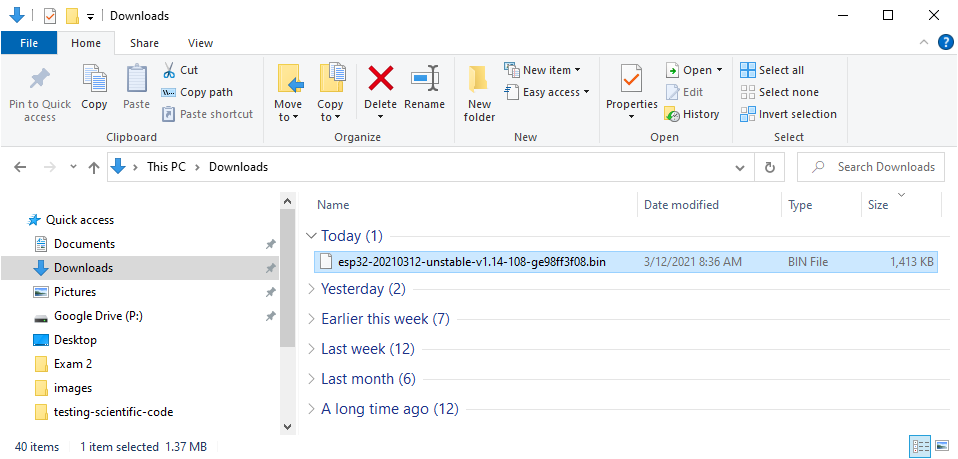 Downloads
File Home Share View
Pin to Quick access
Copy
Paste
Cut
Copy path
Paste shortcut
Clipboard
Move to
Copy to
Delete
Rename
Organize
New folder
New item
Easy access
New
Properties
Open
Edit
History
Open
Select all
Select none
Invert selection
Select
This PC > Downloads
Search Downloads
Quick access
Documents
Downloads
Pictures
Google Drive (P:)
Desktop
Exam 2
images
testing-scientific-code
Name Date modified Type Size
Today (1)
esp32-20210312-unstable-v1.14-108-ge98ff3f08.bin 3/12/2021 8:36 AM BIN File 1,413 KB
Yesterday (2)
Earlier this week (7)
Last week (12)
Last month (6)
A long time ago (12)
40 items 1 item selected 1.37 MB